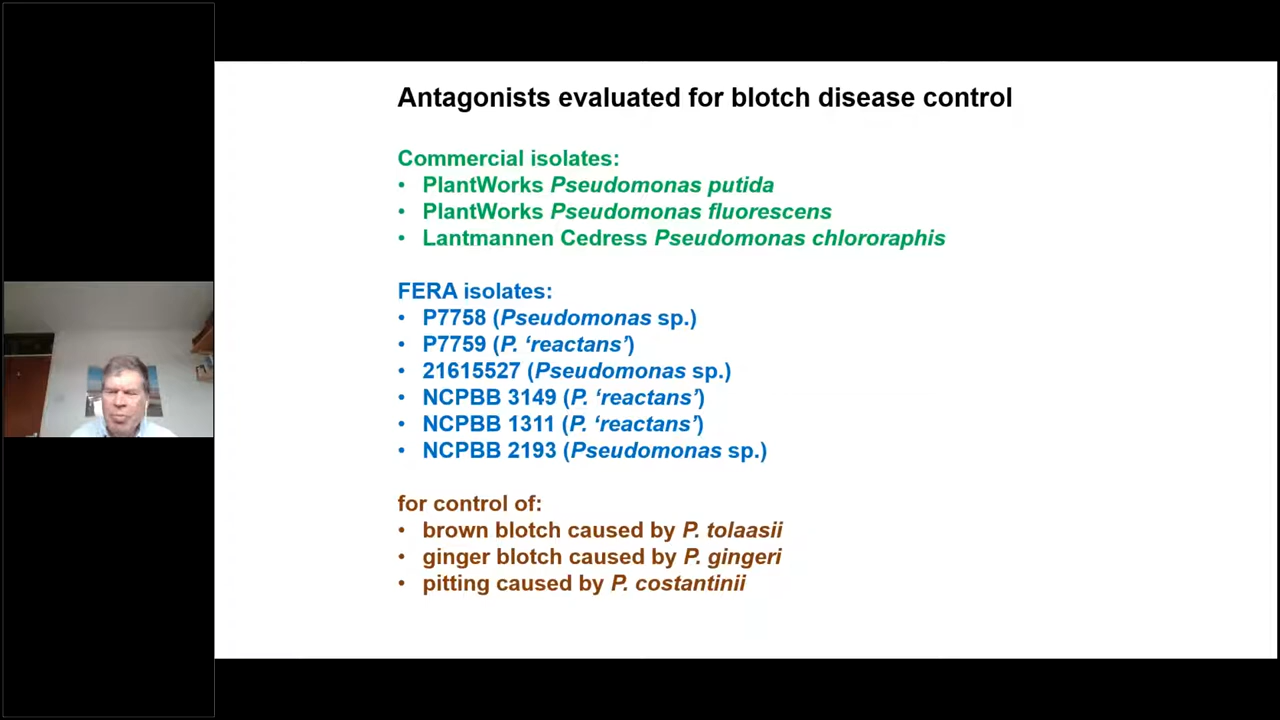 Antagonists evaluated for blotch disease control
Commercial isolates:
• PlantWorks Pseudomonas putida
• PlantWorks Pseudomonas fluorescens
• Lantmannen Cedress Pseudomonas chlororaphis
FERA isolates:
• P7758 (Pseudomonas sp.)
• P7759 (P. ‘reactans’)
• 21615527 (Pseudomonas sp.)
• NCPBB 3149 (P. ‘reactans’)
• NCPBB 1311 (P. ‘reactans’)
• NCPBB 2193 (Pseudomonas sp.)
for control of:
• brown blotch caused by P. tolaasii
• ginger blotch caused by P. gingeri
• pitting caused by P. costantinii